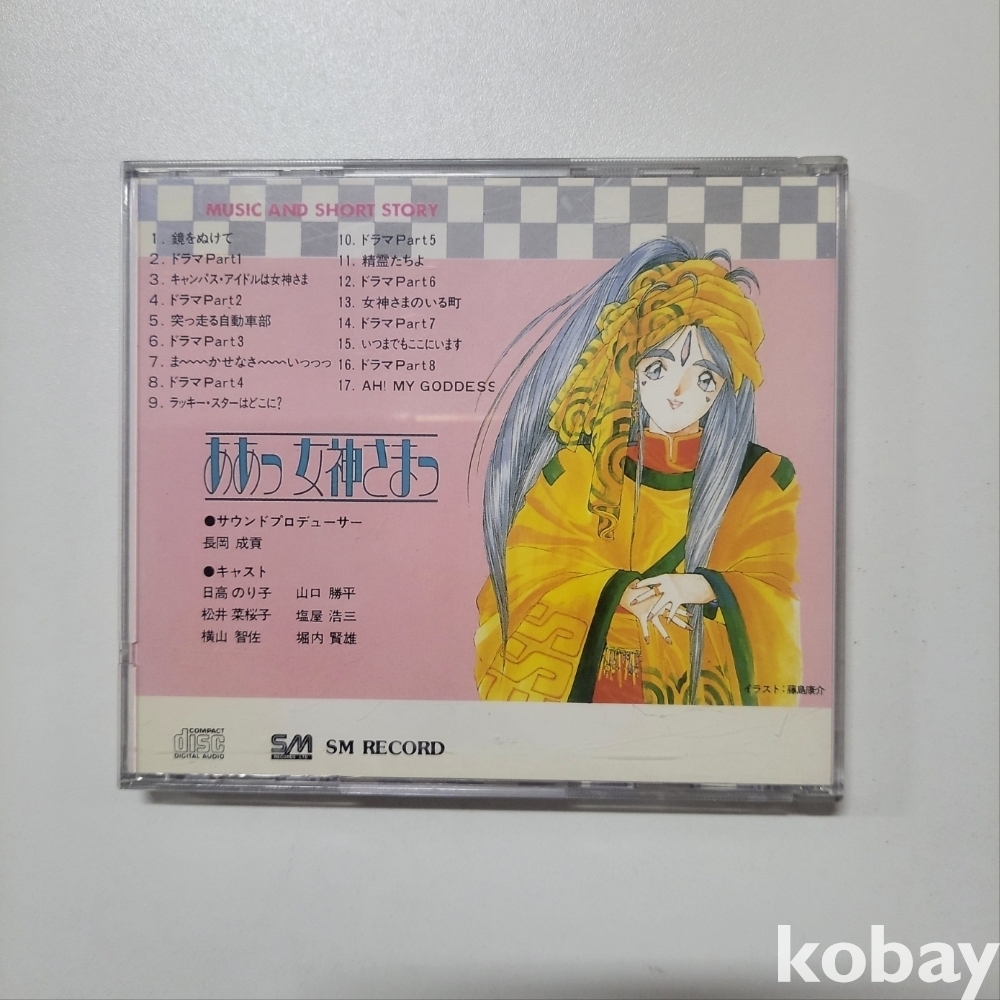 MUSIC AND SHORT STORY
1. 鏡をぬけて
2. ドラマPart1
3. キャンパス・アイドルは女神さま
4. ドラマPart2
5. 突っ走る自動車部
6. ドラマPart3
7. ま〜〜〜かせなさ〜〜〜いっっっ
8. ドラマPart4
9. ラッキー・スターはどこに?
10. ドラマPart5
11. 精霊たちよ
12. ドラマPart6
13. 女神さまのいる町
14. ドラマPart7
15. いつまでもここにいます
16. ドラマPart8
17. AH! MY GODDESS
ああっ女神さまっ
●サウンドプロデューサー
長岡 成貢
●キャスト
日髙 のり子 山口 勝平
松井 菜桜子 塩屋 浩三
横山 智佐 堀内 賢雄
ESS
イラスト:藤島康介
COMPACT
disc
DIGITAL AUDIO
SM
RECORDS LTD
SM RECORD
kobay